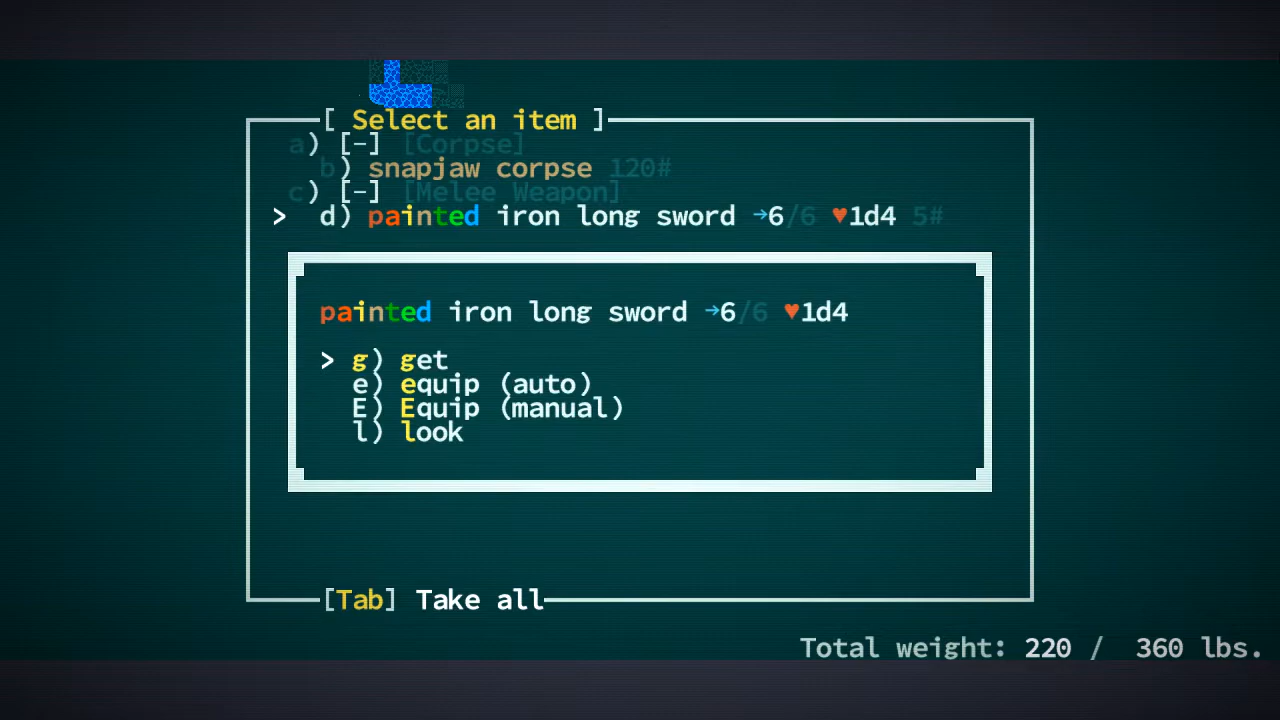 [ Select an item ]
a) [-] [Corpse]
b) snapjaw corpse 120#
c) [-] [Melee Weapon]
> d) painted iron long sword →6/6 ♥1d4 5#
painted iron long sword →6/6 ♥1d4
> g) get
e) equip (auto)
E) Equip (manual)
l) look
[Tab] Take all
Total weight: 220 / 360 lbs.